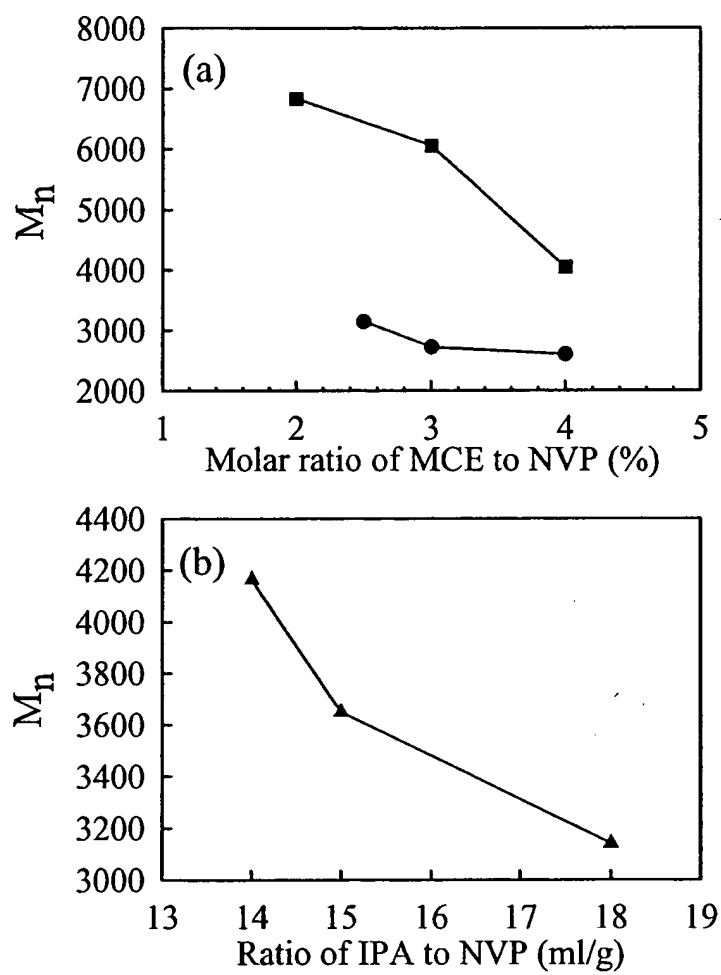 8000
(a)
7000
6000
5000
4000
3000
2000
Mn
1 2 3 4 5
Molar ratio of MCE to NVP (%)
4400
(b)
4200
4000
3800
3600
3400
3200
3000
Mn
13 14 15 16 17 18 19
Ratio of IPA to NVP (ml/g)